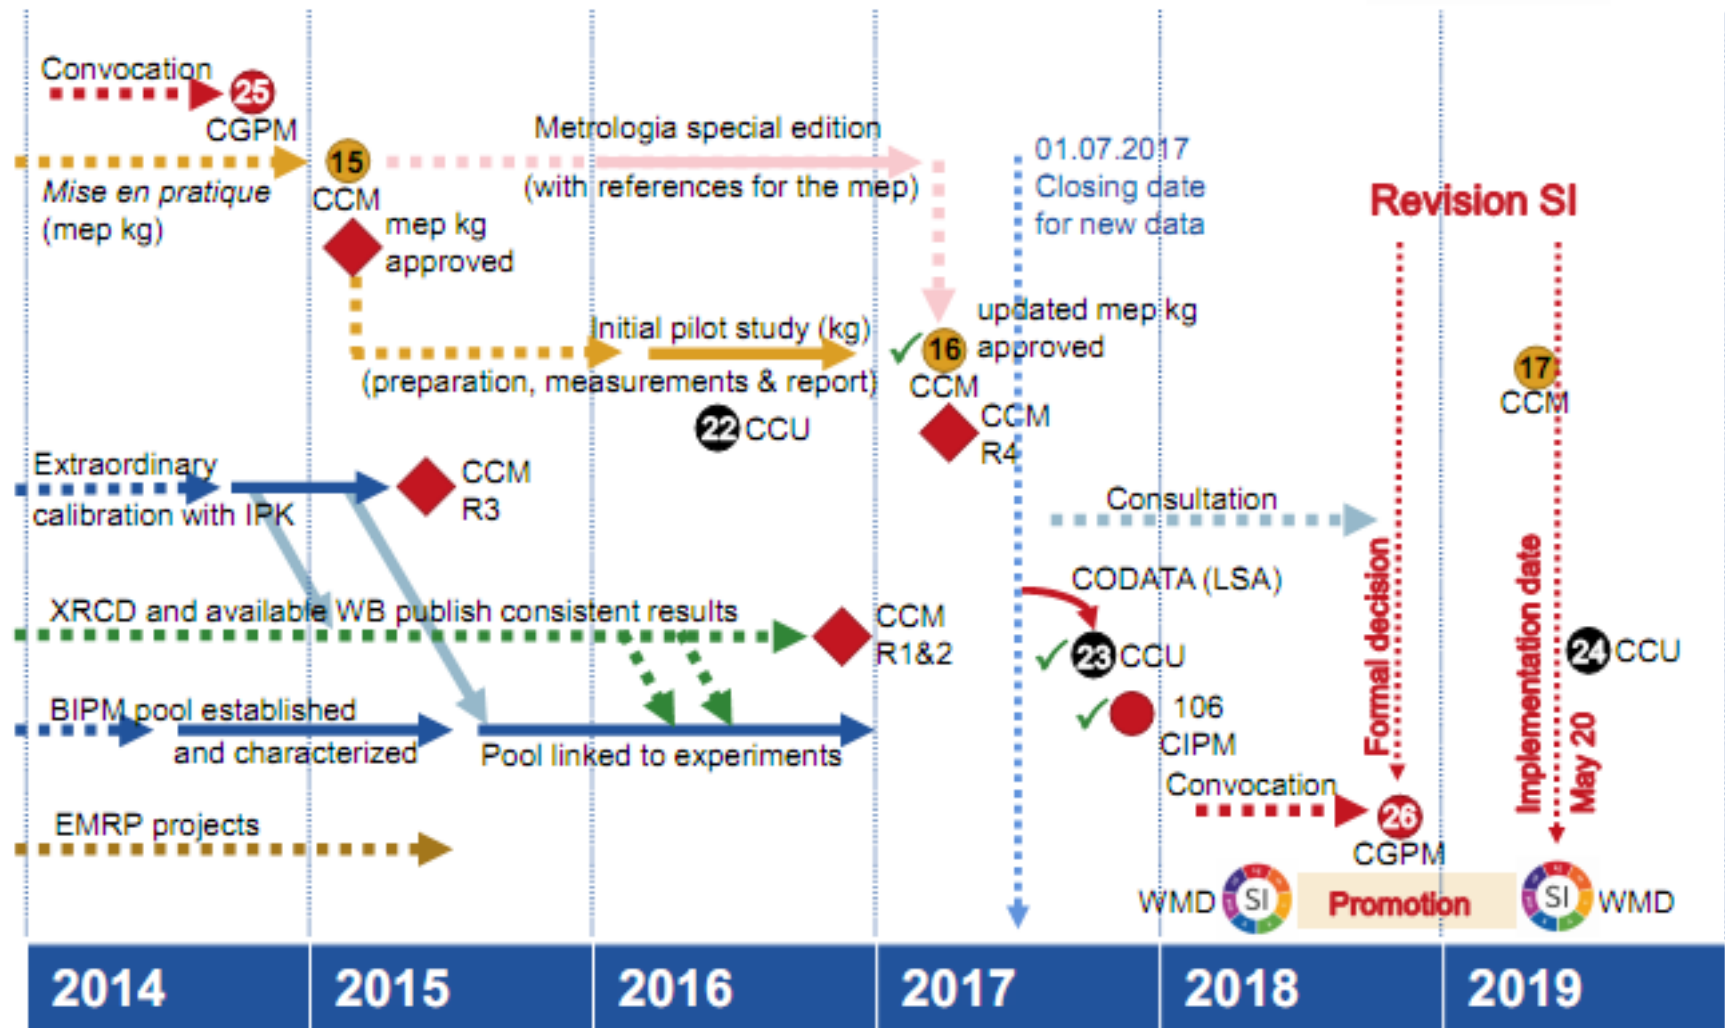 Convocation
25
CGPM
Mise en pratique
(mep kg)
15
CCM
mep kg
approved
Metrologia special edition
(with references for the mep)
01.07.2017
Closing date
for new data
Revision SI
Initial pilot study (kg)
(preparation, measurements & report)
updated mep kg
approved
16
CCM
CCM
R4
17
CCM
22 CCU
Extraordinary
calibration with IPK
CCM
R3
Consultation
CODATA (LSA)
XRCD and available WB publish consistent results
CCM
R1&2
23 CCU
24 CCU
106
CIPM
Formal decision
Implementation date
May 20
BIPM pool established
and characterized
Pool linked to experiments
Convocation
26
CGPM
EMRP projects
WMD SI
Promotion
SI WMD
2014
2015
2016
2017
2018
2019